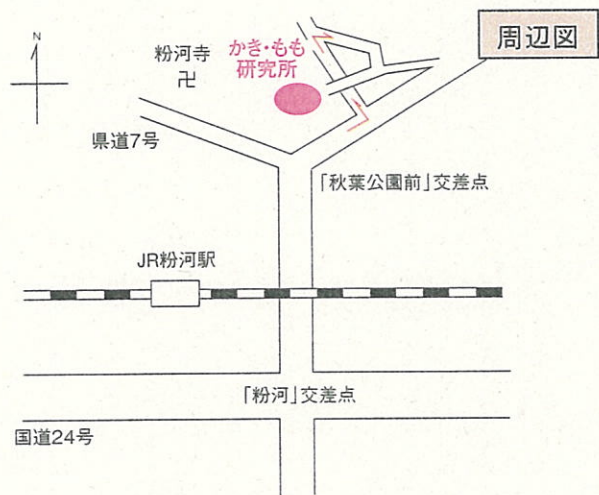 周辺図
N
粉河寺
卍
かき・もも
研究所
県道7号
「秋葉公園前」交差点
JR粉河駅
「粉河」交差点
国道24号